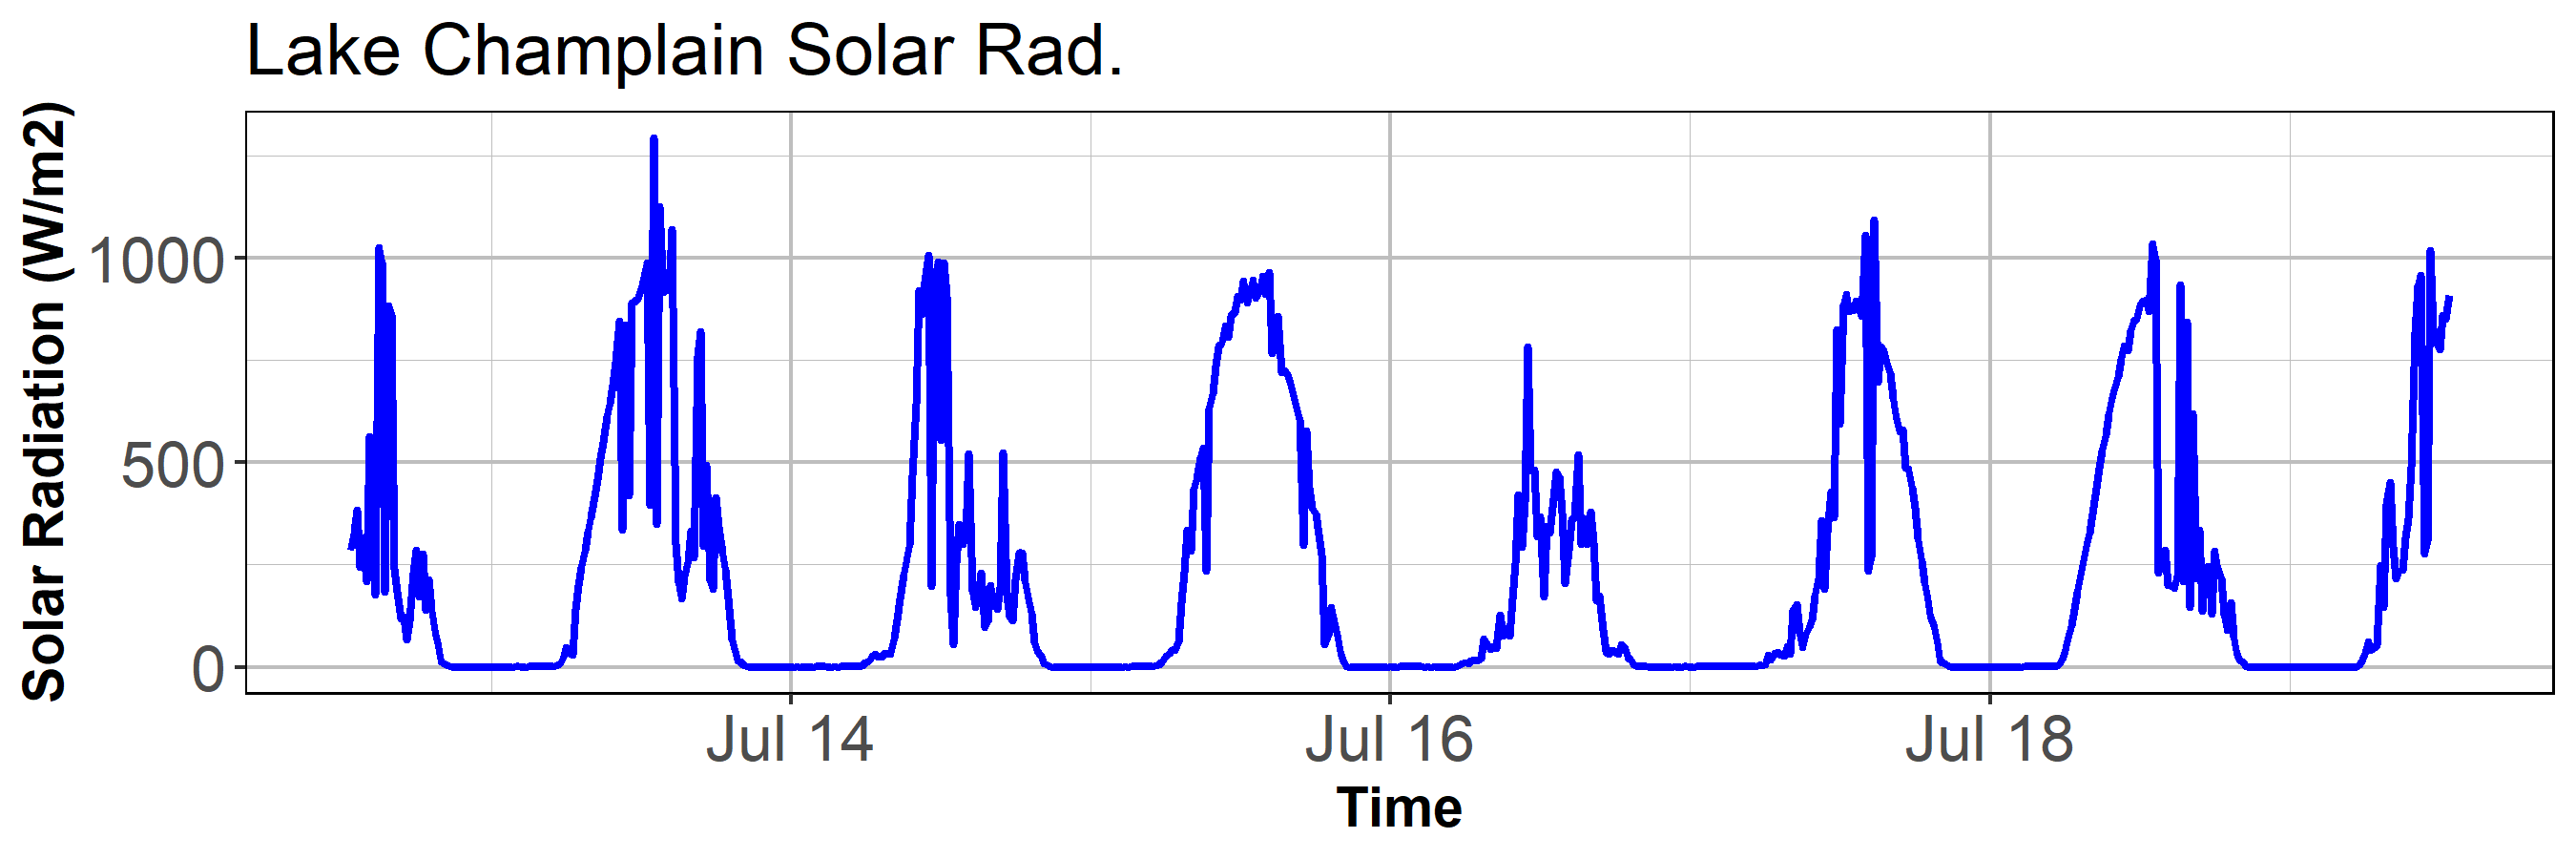 Lake Champlain Solar Rad.
Solar Radiation (W/m2)
1000
500
0
Jul 14
Jul 16
Jul 18
Time